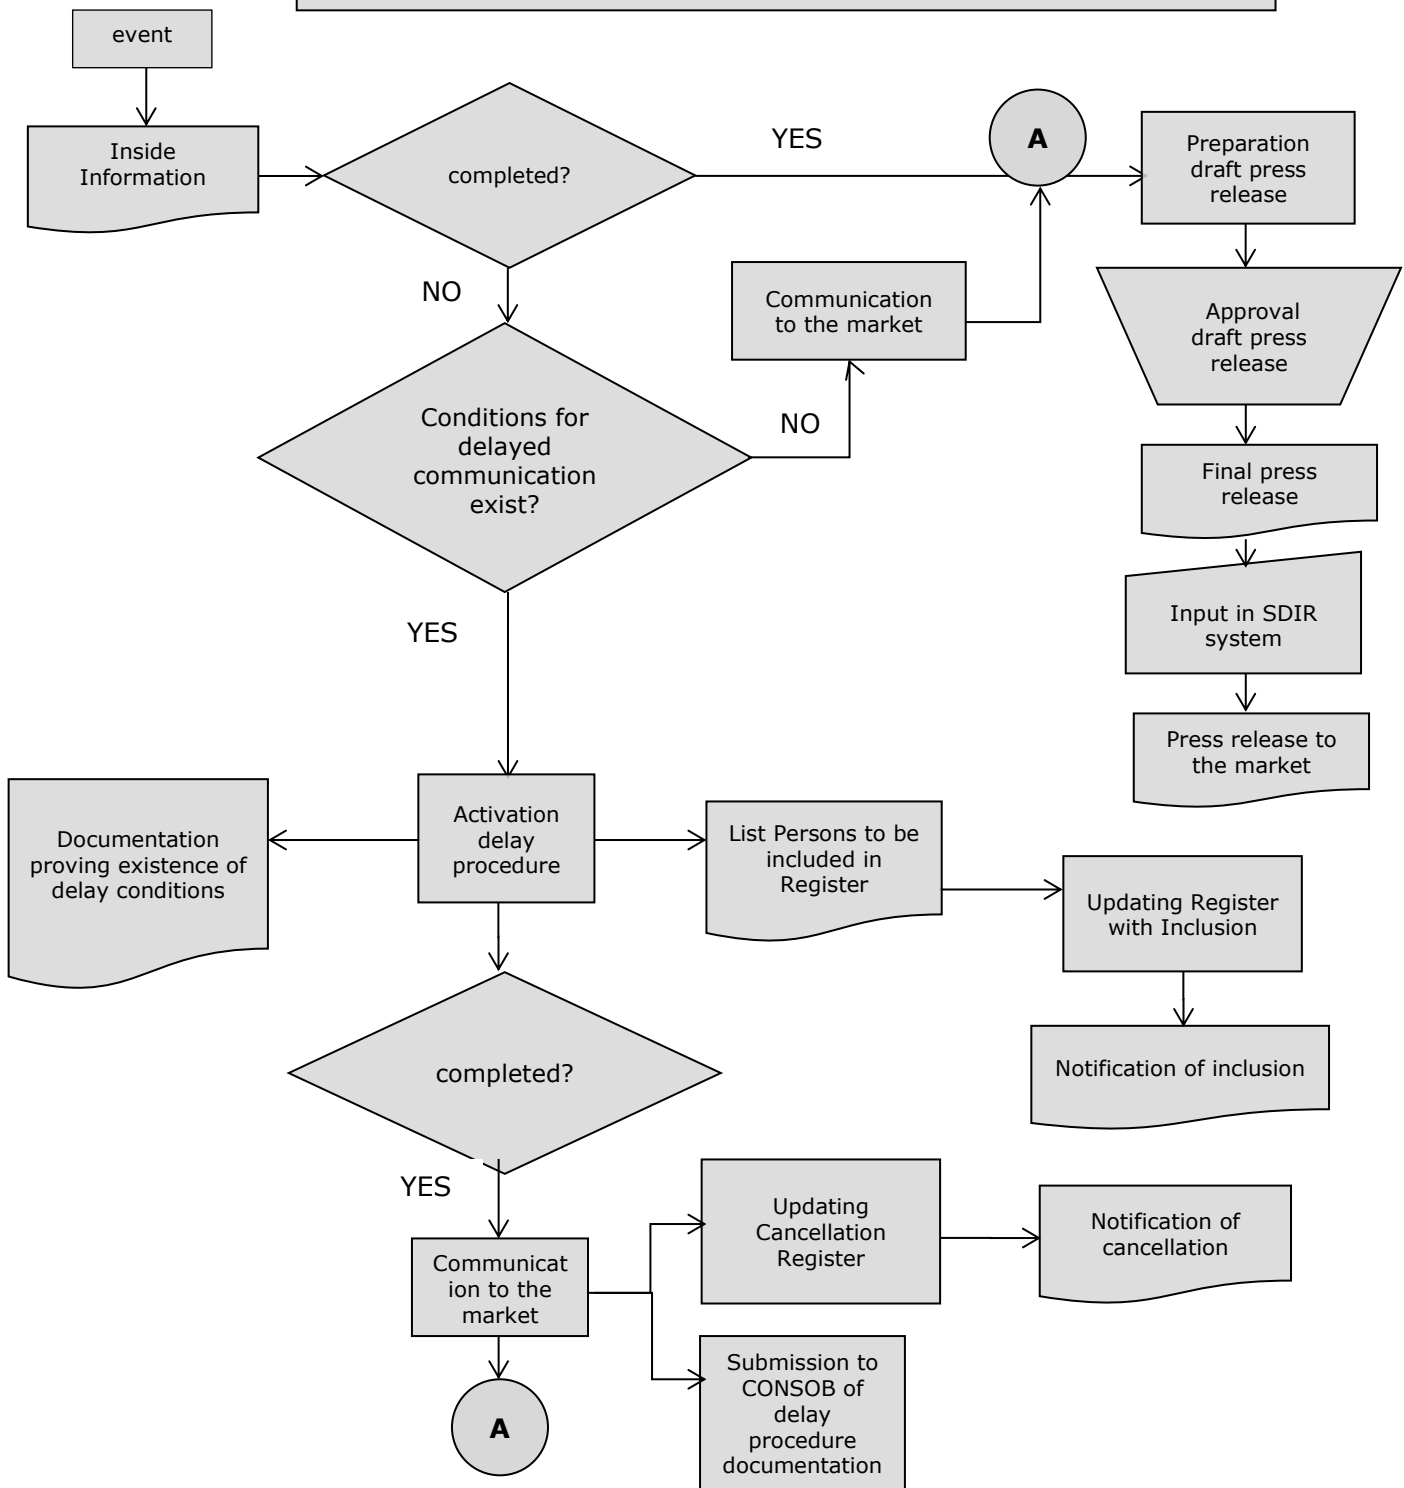 event
Inside
Information
completed?
YES
A
Preparation
draft press
release
NO
Communication
to the market
Approval
draft press
release
Conditions for
delayed
communication
exist?
NO
Final press
release
YES
Input in SDIR
system
Press release to
the market
Documentation
proving existence of
delay conditions
Activation
delay
procedure
List Persons to be
included in
Register
Updating Register
with Inclusion
completed?
Notification of inclusion
YES
Communicat
ion to the
market
Updating
Cancellation
Register
Notification of
cancellation
Submission to
CONSOB of
delay
procedure
documentation
A